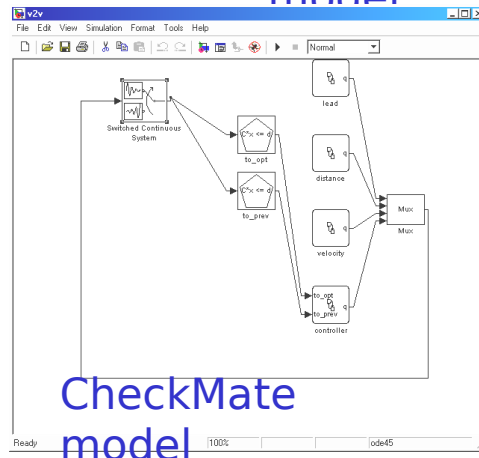 model
v2v
File Edit View Simulation Format Tools Help
Normal
lead
q
Switched Continuous
System
C*x <= d
to_opt
distance
q
C*x <= d
to_prev
Mux
Mux
velocity
q
to_opt
to_prev
q
controller
CheckMate
model
Ready 100% ode45